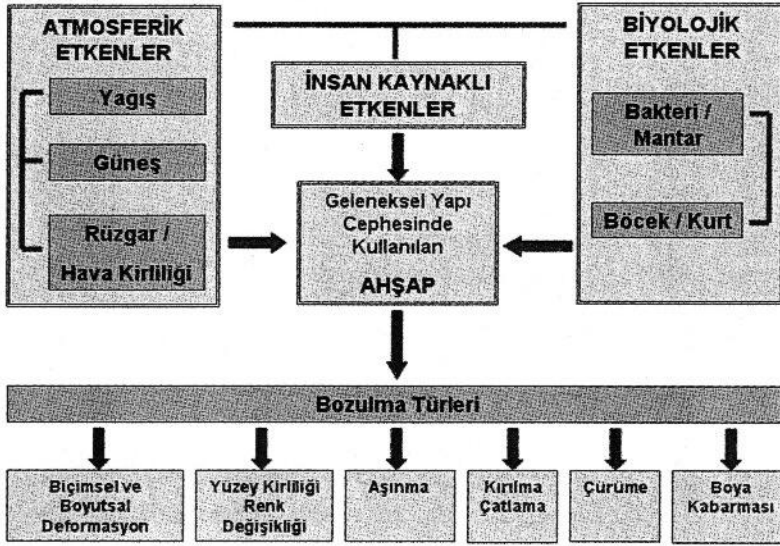 ATMOSFERİK
ETKENLER
Yağış
Güneş
Rüzgar /
Hava Kirliliği
İNSAN KAYNAKLI
ETKENLER
BİYOLOJİK
ETKENLER
Bakteri /
Mantar
Böcek / Kurt
Geleneksel Yapı
Cephesinde
Kullanılan
AHŞAP
Bozulma Türleri
Biçimsel ve
Boyutsal
Deformasyon
Yüzey Kirliliği
Renk
Değişikliği
Aşınma
Kırılma
Çatlama
Çürüme
Boya
Kabarması